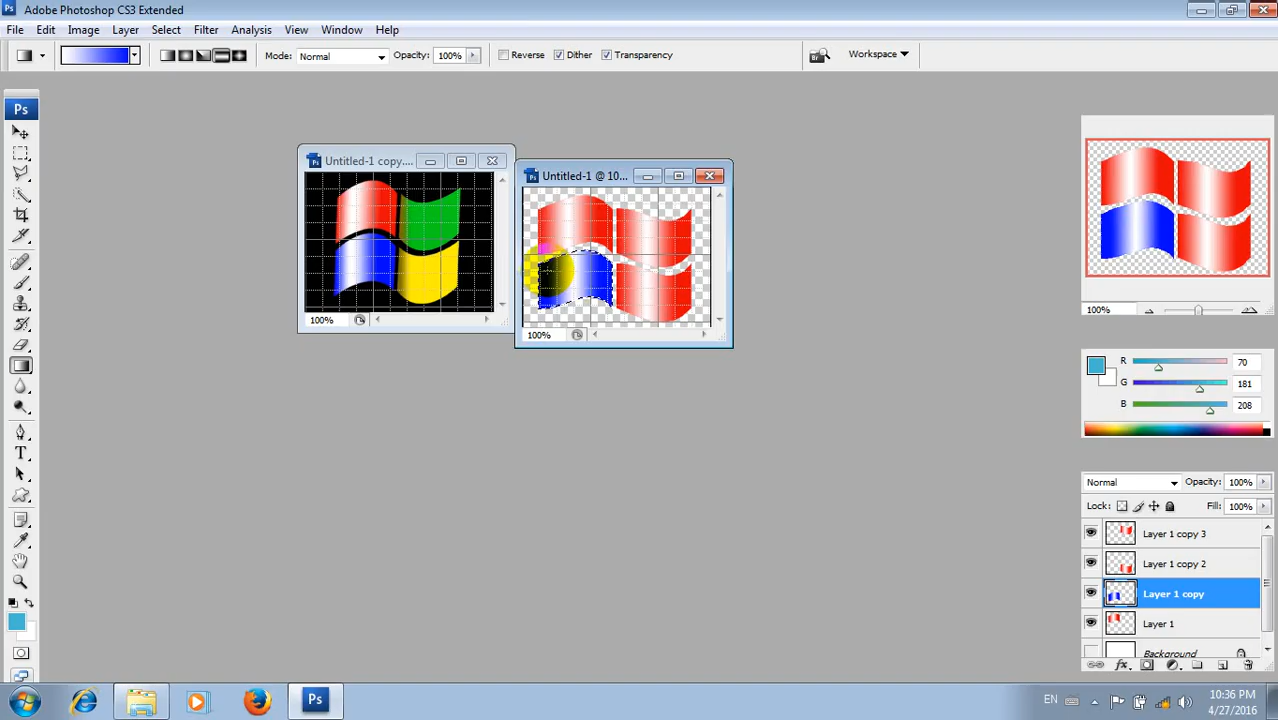 Ps Adobe Photoshop CS3 Extended
File Edit Image Layer Select Filter Analysis View Window Help
Mode: Normal Opacity: 100% Reverse Dither Transparency Workspace
Ps
Untitled-1 copy....
Untitled-1 @ 10...
100%
100%
100%
R 70
G 181
B 208
Normal Opacity: 100%
Lock: Fill: 100%
Layer 1 copy 3
Layer 1 copy 2
Layer 1 copy
Layer 1
Background
T
Ps
EN
10:36 PM
4/27/2016